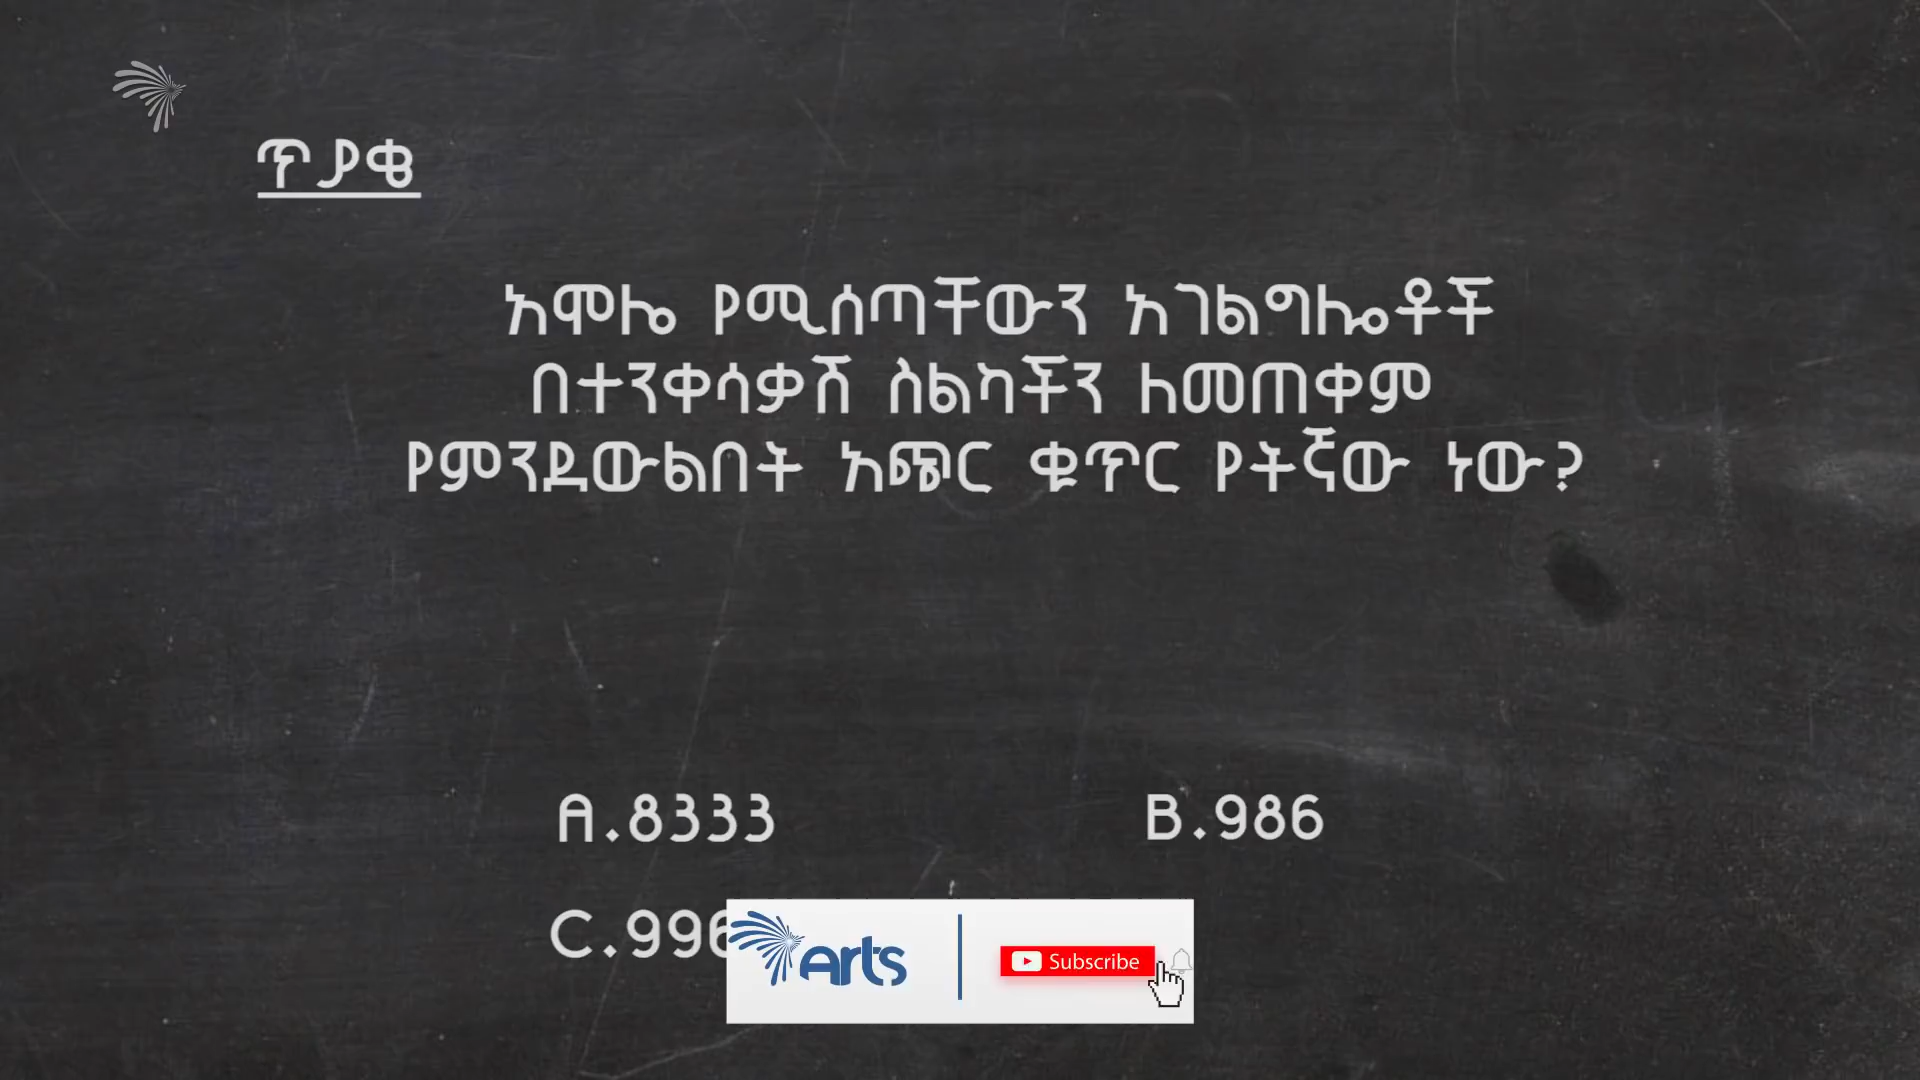 ጥያቄ
አሞሌ የሚሰጣቸውን አገልግሎቶች
በተንቀሳቃሽ ስልካችን ለመጠቀም
የምንደውልበት አጭር ቁጥር የትኛው ነው?
A.8333
B.986
C.996
arts
Subscribe